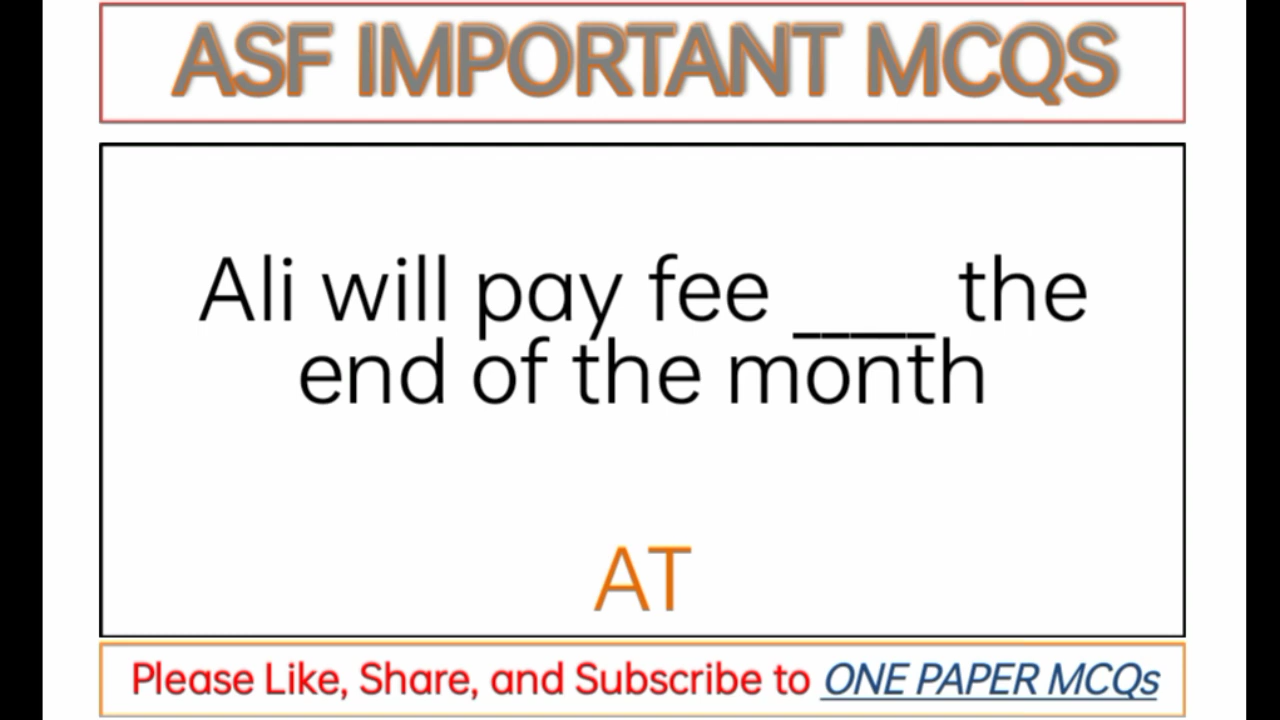 ASF IMPORTANT MCQS
Ali will pay fee ____ the
end of the month
AT
Please Like, Share, and Subscribe to ONE PAPER MCQs